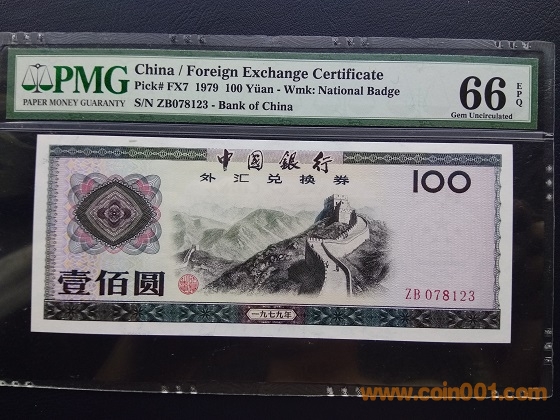 PMG
PAPER MONEY GUARANTY
China / Foreign Exchange Certificate
Pick# FX7 1979 100 Yüan - Wmk: National Badge
S/N ZB078123 - Bank of China
66 EPQ
Gem Uncirculated
中国银行
外汇兑换券
100
壹佰圆
ZB 078123
一九七九年
www.coin001.com